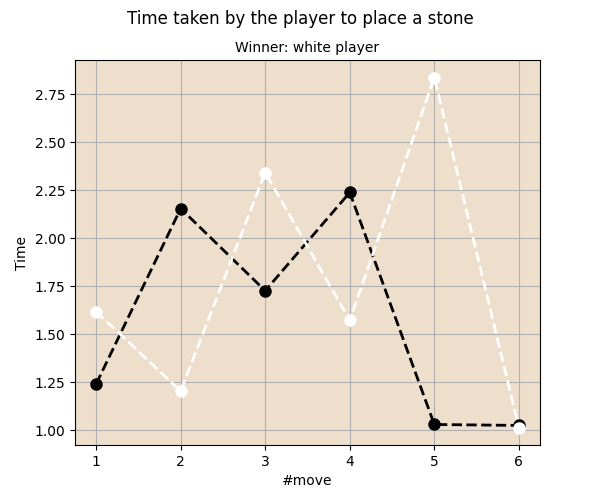 Time taken by the player to place a stone
Winner: white player
2.75
2.50
2.25
2.00
1.75
1.50
1.25
1.00
Time
1 2 3 4 5 6
#move